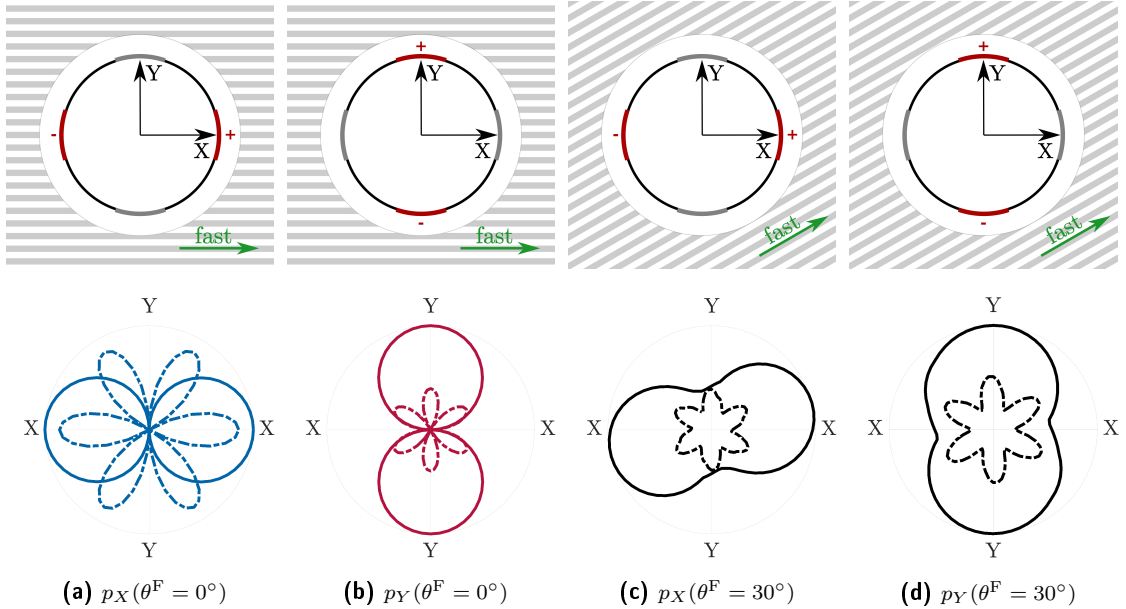 +
Y Y Y Y
- + - +
X X X X
- -
fast fast fast fast
Y Y Y Y
X X X X X X
Y Y Y Y
(a) p_X(θ^F = 0°) (b) p_Y(θ^F = 0°) (c) p_X(θ^F = 30°) (d) p_Y(θ^F = 30°)